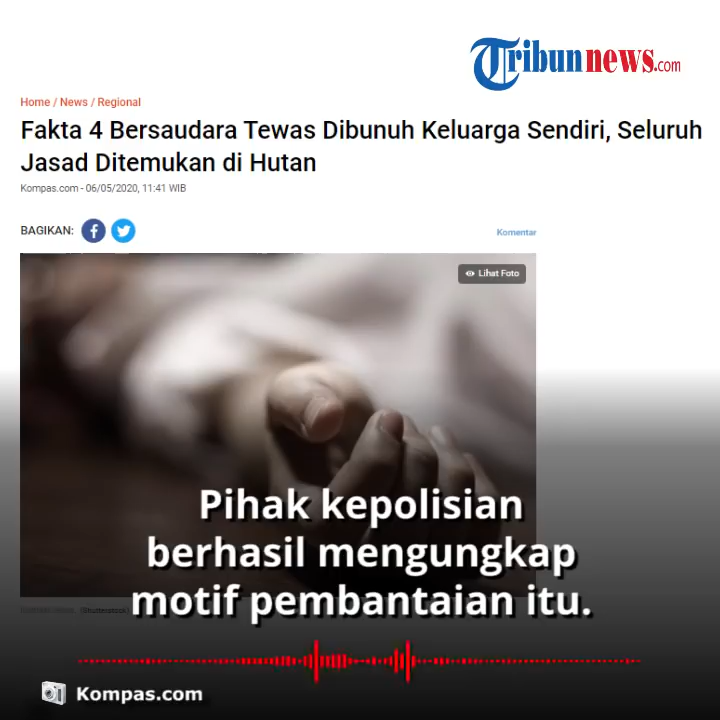 Tribunnews.com
Home / News / Regional
Fakta 4 Bersaudara Tewas Dibunuh Keluarga Sendiri, Seluruh
Jasad Ditemukan di Hutan
Kompas.com - 06/05/2020, 11:41 WIB
BAGIKAN:
Komentar
Lihat Foto
Pihak kepolisian
berhasil mengungkap
motif pembantaian itu.
(Shutterstock)
Kompas.com